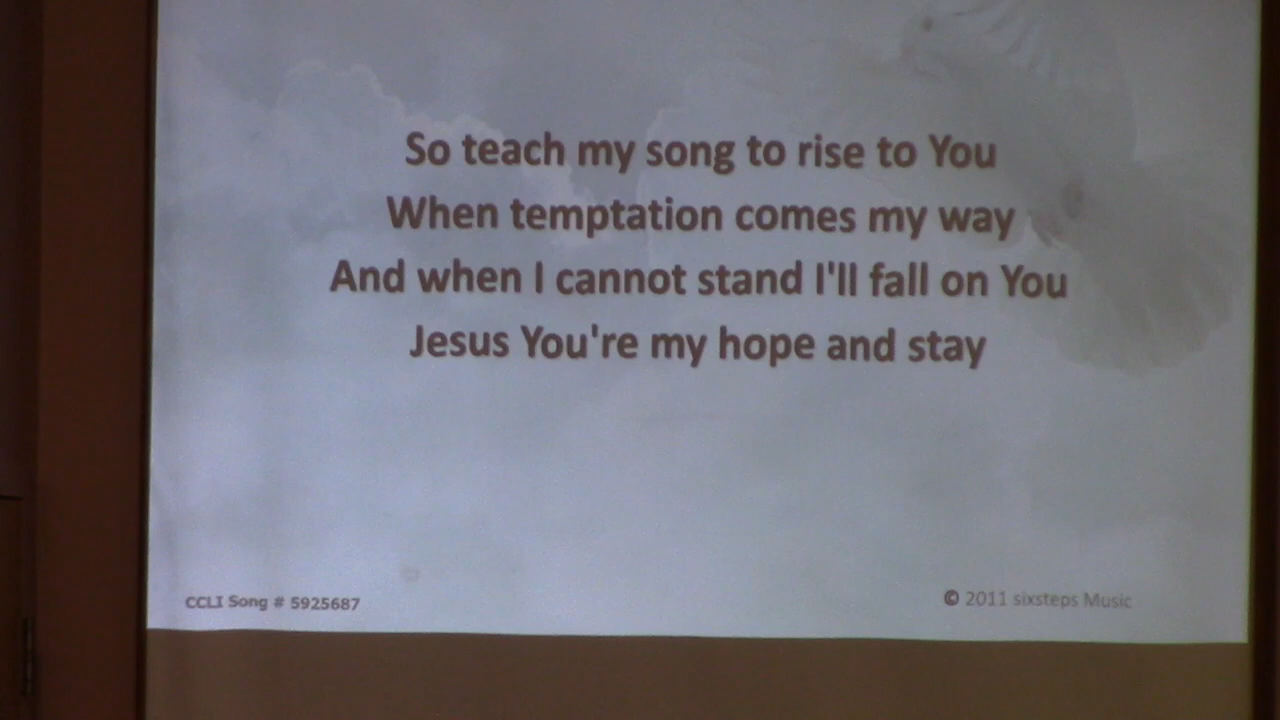 So teach my song to rise to You
When temptation comes my way
And when I cannot stand I'll fall on You
Jesus You're my hope and stay
CCLI Song # 5925687
© 2011 sixsteps Music